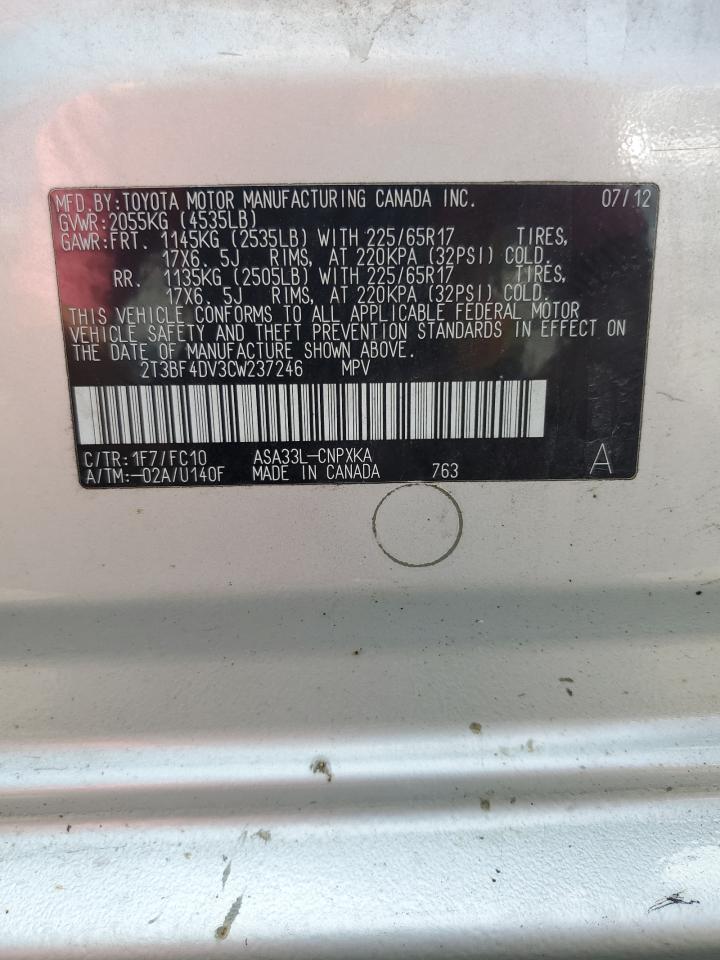 MFD.BY:TOYOTA MOTOR MANUFACTURING CANADA INC. 07/12
GVWR:2055KG (4535LB)
GAWR:FRT. 1145KG (2535LB) WITH 225/65R17 TIRES,
17X6. 5J RIMS, AT 220KPA (32PSI) COLD.
RR. 1135KG (2505LB) WITH 225/65R17 TIRES,
17X6. 5J RIMS, AT 220KPA (32PSI) COLD.
THIS VEHICLE CONFORMS TO ALL APPLICABLE FEDERAL MOTOR
VEHICLE SAFETY AND THEFT PREVENTION STANDARDS IN EFFECT ON
THE DATE OF MANUFACTURE SHOWN ABOVE.
2T3BF4DV3CW237246 MPV
C/TR:1F7/FC10 ASA33L-CNPXKA
A/TM:-02A/U140F MADE IN CANADA 763 A